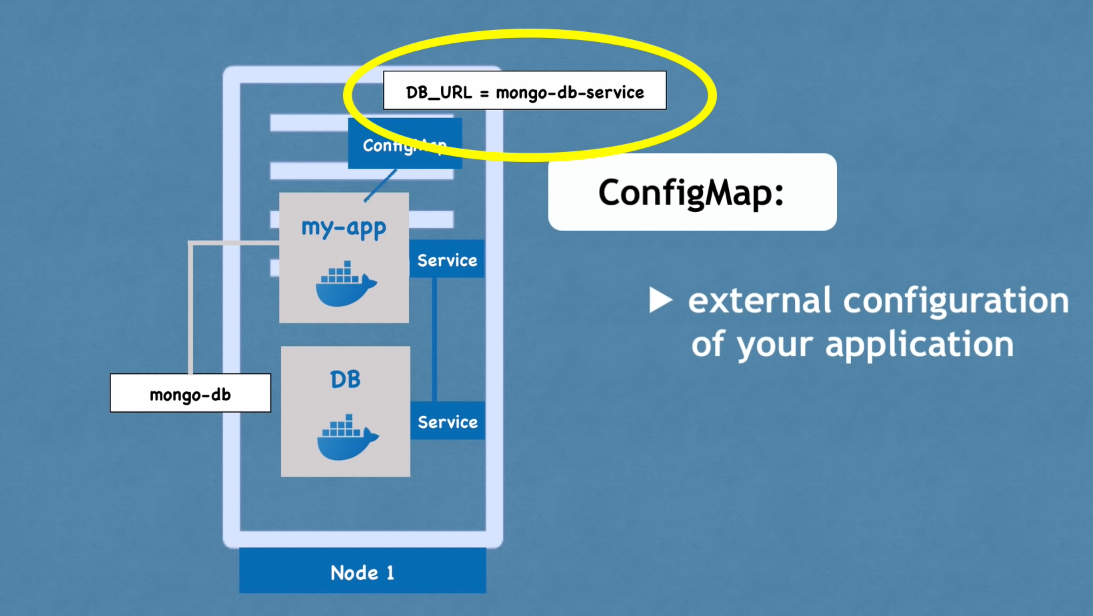 DB_URL = mongo-db-service
ConfigMap
ConfigMap:
my-app
Service
external configuration
of your application
DB
mongo-db
Service
Node 1